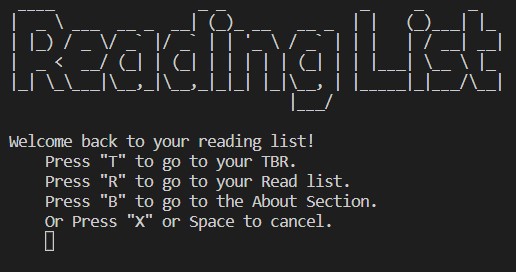 Reading List
Welcome back to your reading list!
Press "T" to go to your TBR.
Press "R" to go to your Read list.
Press "B" to go to the About Section.
Or Press "X" or Space to cancel.